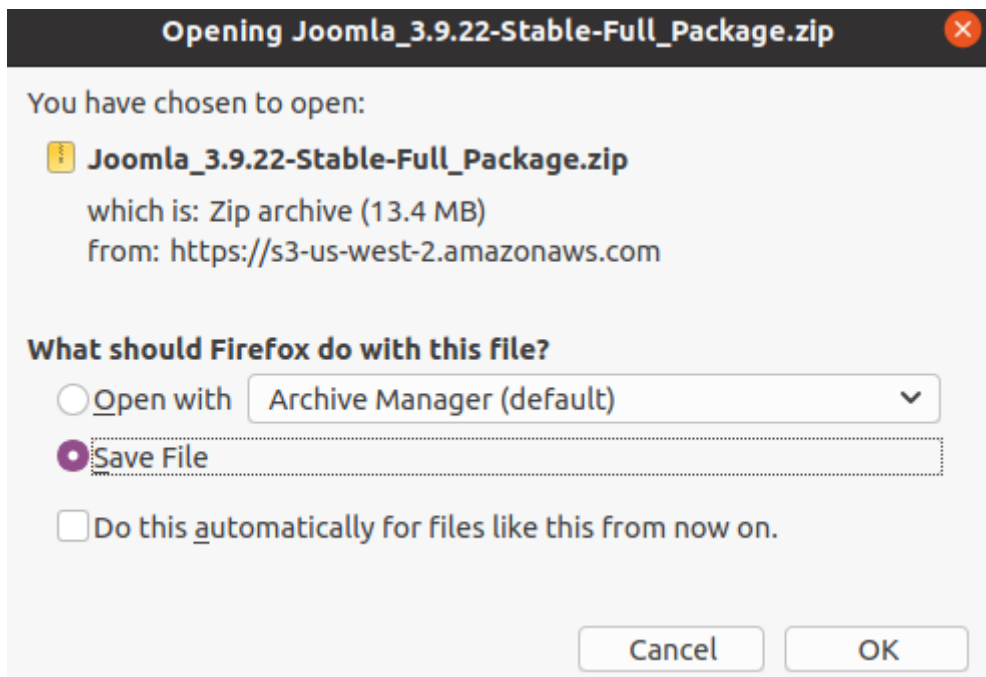 Opening Joomla_3.9.22-Stable-Full_Package.zip
You have chosen to open:
Joomla_3.9.22-Stable-Full_Package.zip
which is: Zip archive (13.4 MB)
from: https://s3-us-west-2.amazonaws.com
What should Firefox do with this file?
Open with Archive Manager (default)
Save File
Do this automatically for files like this from now on.
Cancel OK